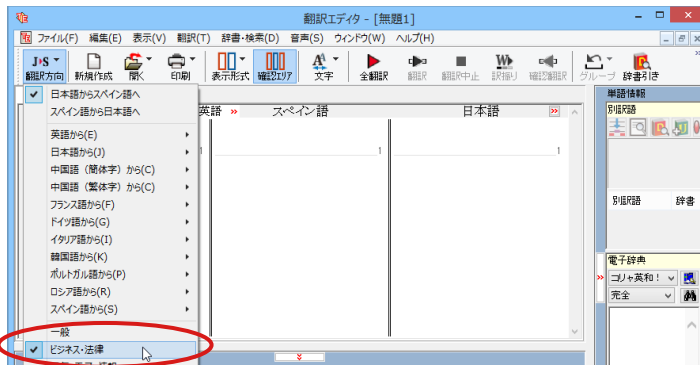 翻訳エディタ - [無題1]
ファイル(F) 編集(E) 表示(V) 翻訳(T) 辞書・検索(D) 音声(S) ウィンドウ(W) ヘルプ(H)
J▸S
翻訳方向 新規作成 開く 印刷 表示形式 確認エリア 文字 全翻訳 翻訳 翻訳中止 訳振り 確認翻訳 グループ 辞書引き
日本語からスペイン語へ
スペイン語から日本語へ
英語から(E)
日本語から(J)
中国語（簡体字）から(C)
中国語（繁体字）から(C)
フランス語から(F)
ドイツ語から(G)
イタリア語から(I)
韓国語から(K)
ポルトガル語から(P)
ロシア語から(R)
スペイン語から(S)
一般
ビジネス・法律
英語 » スペイン語 日本語 »
1 1 1
単語情報
別訳語
別訳語 辞書
電子辞典
コリャ英和！
完全